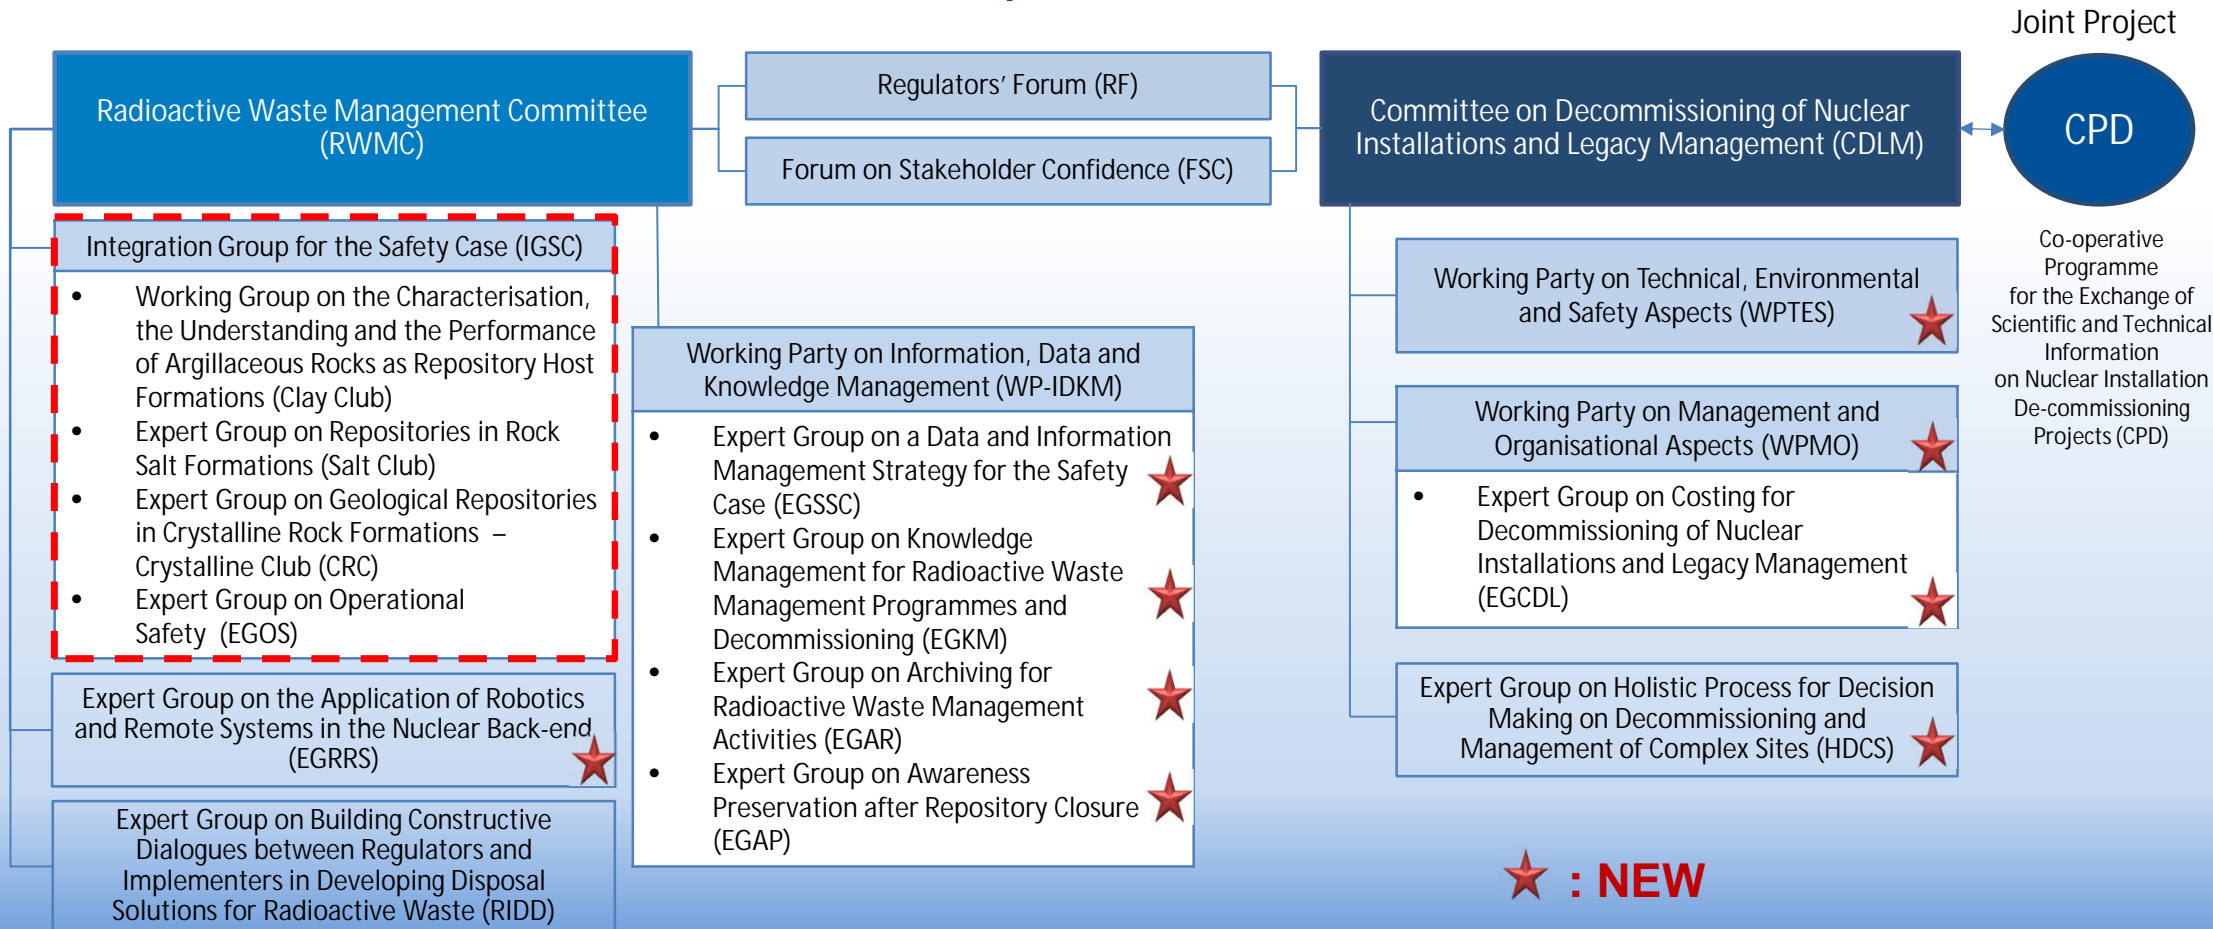 Joint Project
Radioactive Waste Management Committee
(RWMC)
Regulators' Forum (RF)
Forum on Stakeholder Confidence (FSC)
Committee on Decommissioning of Nuclear
Installations and Legacy Management (CDLM)
CPD
Co-operative
Programme
for the Exchange of
Scientific and Technical
Information
on Nuclear Installation
De-commissioning
Projects (CPD)
Integration Group for the Safety Case (IGSC)
• Working Group on the Characterisation,
the Understanding and the Performance
of Argillaceous Rocks as Repository Host
Formations (Clay Club)
• Expert Group on Repositories in Rock
Salt Formations (Salt Club)
• Expert Group on Geological Repositories
in Crystalline Rock Formations –
Crystalline Club (CRC)
• Expert Group on Operational
Safety (EGOS)
Expert Group on the Application of Robotics
and Remote Systems in the Nuclear Back-end
(EGRRS)
Expert Group on Building Constructive
Dialogues between Regulators and
Implementers in Developing Disposal
Solutions for Radioactive Waste (RIDD)
Working Party on Information, Data and
Knowledge Management (WP-IDKM)
• Expert Group on a Data and Information
Management Strategy for the Safety
Case (EGSSC)
• Expert Group on Knowledge
Management for Radioactive Waste
Management Programmes and
Decommissioning (EGKM)
• Expert Group on Archiving for
Radioactive Waste Management
Activities (EGAR)
• Expert Group on Awareness
Preservation after Repository Closure
(EGAP)
Working Party on Technical, Environmental
and Safety Aspects (WPTES)
Working Party on Management and
Organisational Aspects (WPMO)
• Expert Group on Costing for
Decommissioning of Nuclear
Installations and Legacy Management
(EGCDL)
Expert Group on Holistic Process for Decision
Making on Decommissioning and
Management of Complex Sites (HDCS)
: NEW